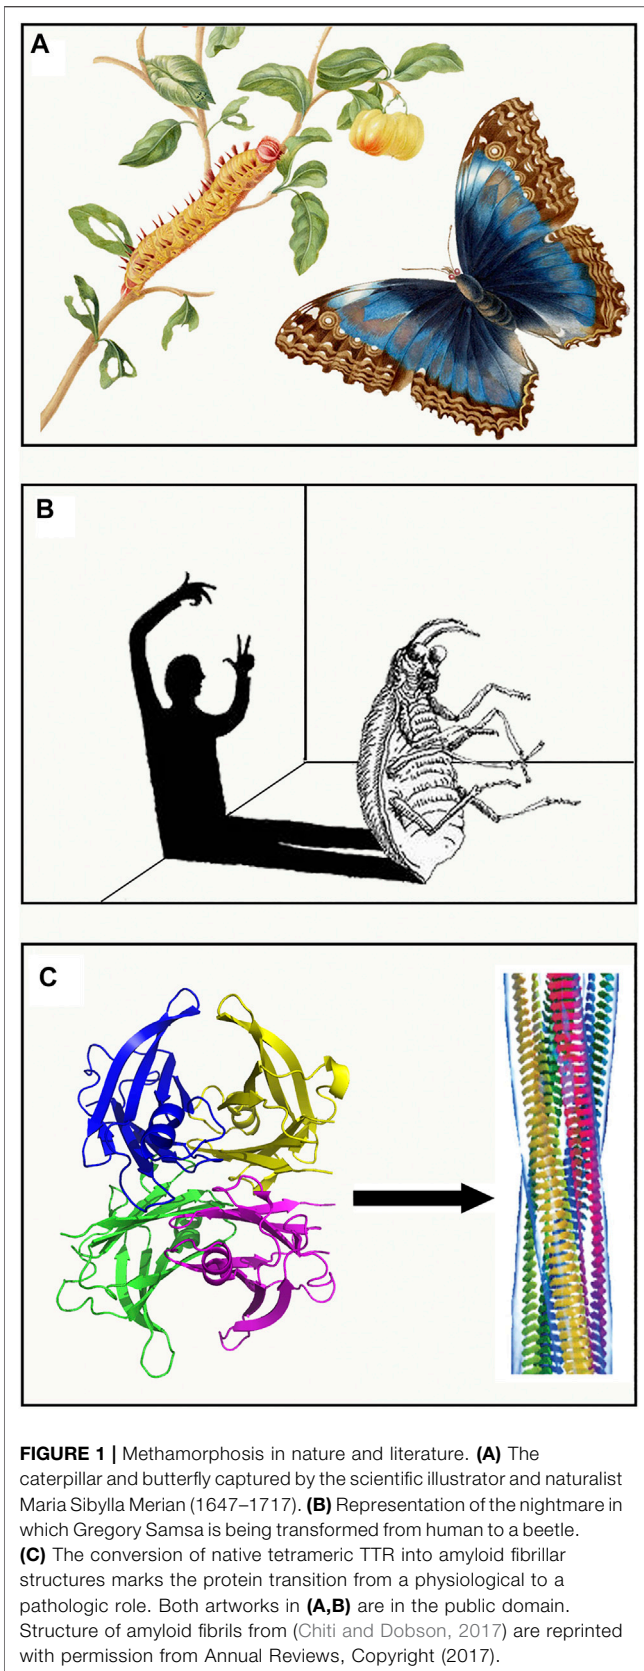 A
B
C
FIGURE 1 | Methamorphosis in nature and literature. (A) The
caterpillar and butterfly captured by the scientific illustrator and naturalist
Maria Sibylla Merian (1647–1717). (B) Representation of the nightmare in
which Gregory Samsa is being transformed from human to a beetle.
(C) The conversion of native tetrameric TTR into amyloid fibrillar
structures marks the protein transition from a physiological to a
pathologic role. Both artworks in (A,B) are in the public domain.
Structure of amyloid fibrils from (Chiti and Dobson, 2017) are reprinted
with permission from Annual Reviews, Copyright (2017).